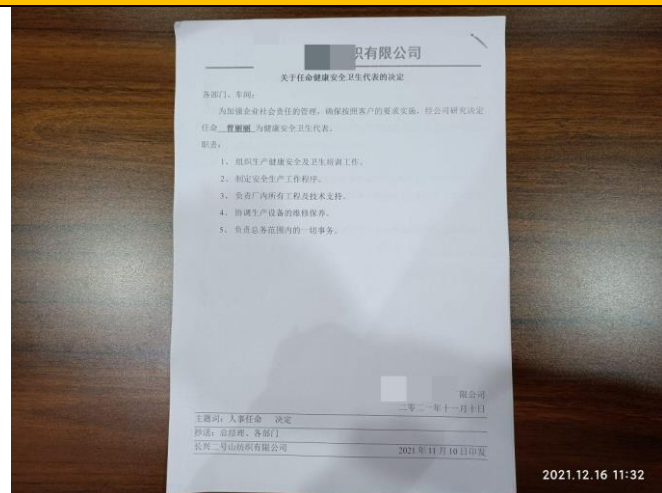 织有限公司
关于任命健康安全卫生代表的决定
各部门、车间:
为加强企业社会责任的管理,确保按照客户的要求实施,经公司研究决定
任命 曹丽丽 为健康安全卫生代表。
职责:
1、 组织生产健康安全及卫生培训工作。
2、 制定安全生产工作程序。
3、 负责厂内所有工程及技术支持。
4、 协调生产设备的维修保养。
5、 负责总务范围内的一切事务。
限公司
二零二一年十一月十日
主题词:人事任命 决定
抄送:总经理、各部门
长兴二号山纺织有限公司 2021年11月10日印发
2021.12.16 11:32